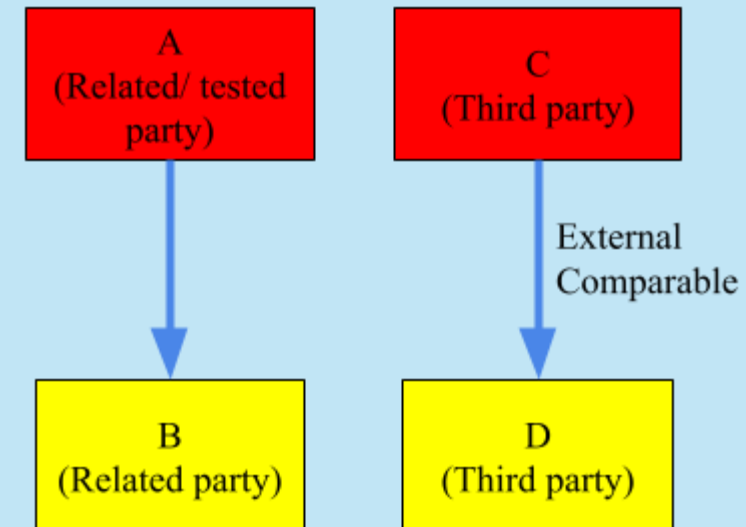 A
(Related/ tested
party)
C
(Third party)
External
Comparable
B
(Related party)
D
(Third party)